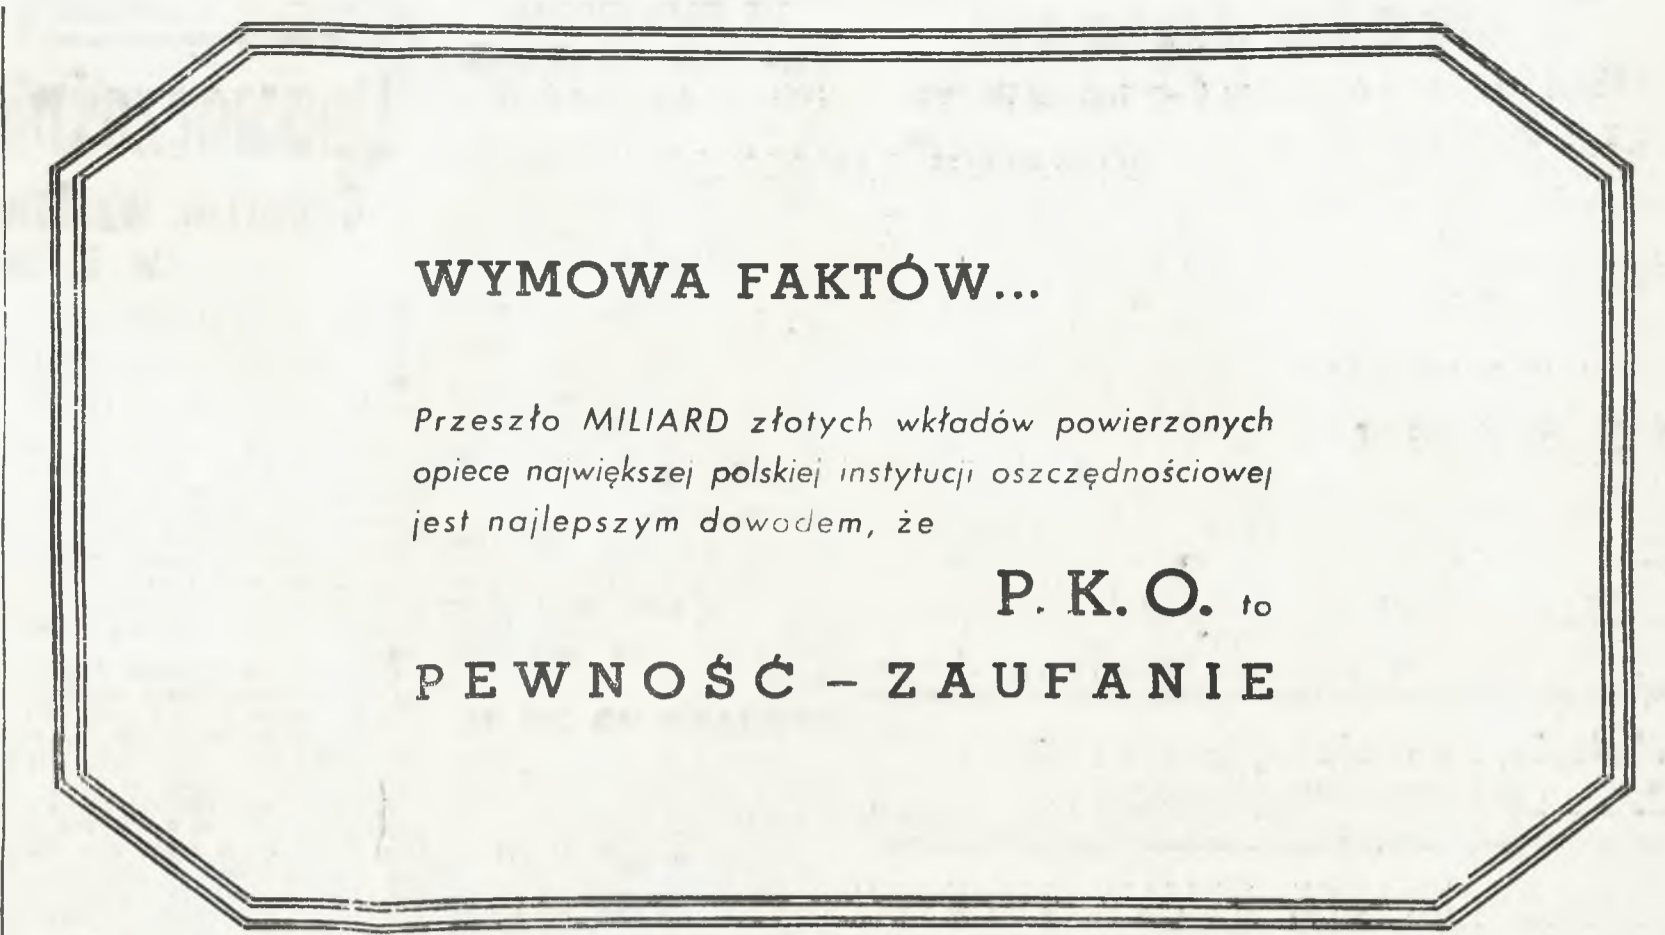 WYMOWA FAKTÓW...
Przeszło MILIARD złotych wkładów powierzonych
opiece największej polskiej instytucji oszczędnościowej
jest najlepszym dowodem, że
P. K. O. to
PEWNOŚĆ – ZAUFANIE